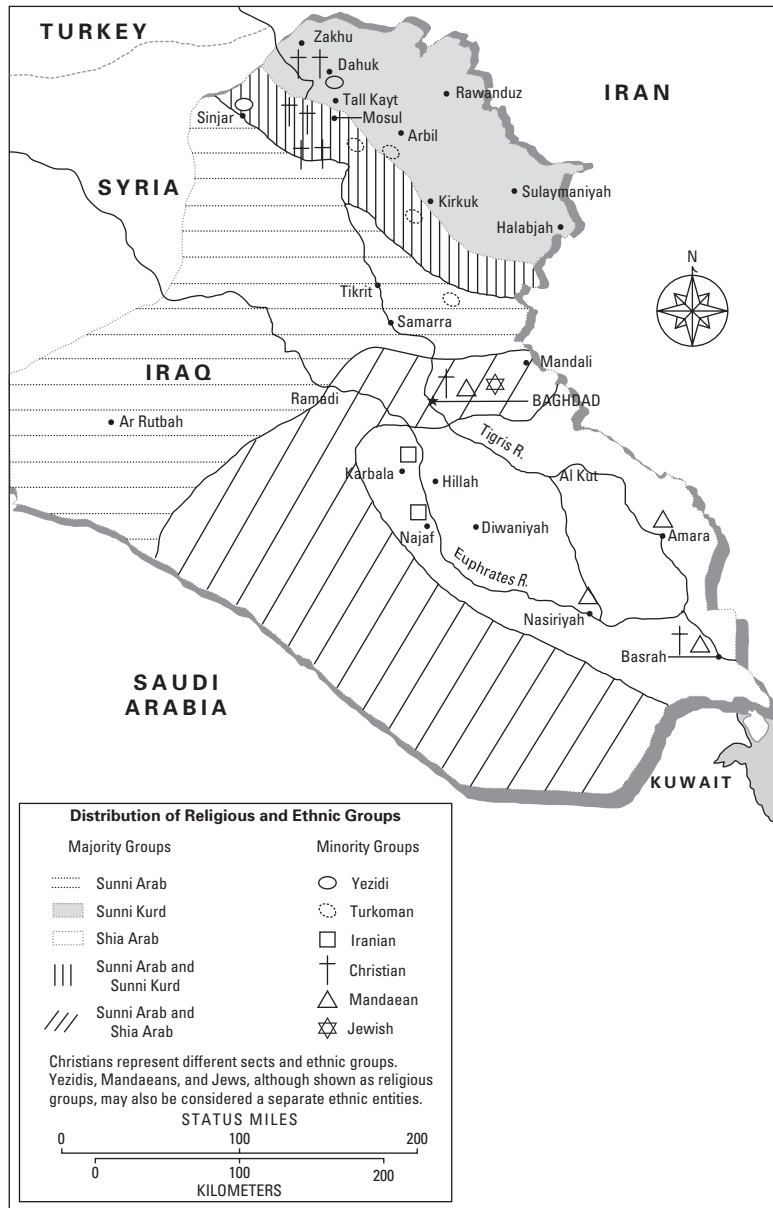 TURKEY
Zakhu
Dahuk
Tall Kayt
Mosul
Rawanduz
IRAN
Sinjar
Arbil
SYRIA
Sulaymaniyah
Kirkuk
Halabjah
N
Tikrit
Samarra
IRAQ
Mandali
Ramadi
BAGHDAD
Ar Rutbah
Tigris R.
Karbala
Hillah
Al Kut
Najaf
Diwaniyah
Amara
Euphrates R.
Nasiriyah
Basrah
SAUDI
ARABIA
KUWAIT
Distribution of Religious and Ethnic Groups
Majority Groups
Sunni Arab
Sunni Kurd
Shia Arab
Sunni Arab and
Sunni Kurd
Sunni Arab and
Shia Arab
Minority Groups
Yezidi
Turkoman
Iranian
Christian
Mandaean
Jewish
Christians represent different sects and ethnic groups.
Yezidis, Mandaeans, and Jews, although shown as religious
groups, may also be considered a separate ethnic entities.
STATUS MILES
0 100 200
0 100 200
KILOMETERS